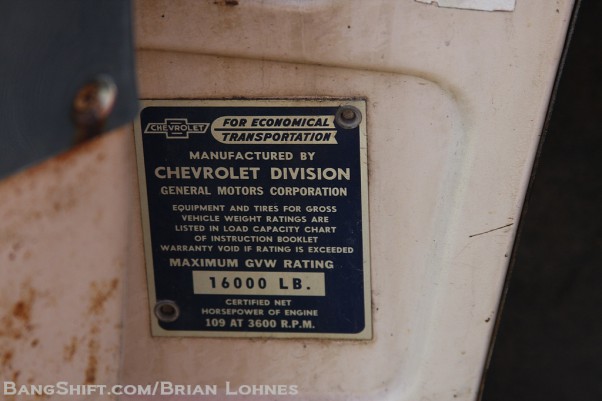 CHEVROLET
FOR ECONOMICAL
TRANSPORTATION
MANUFACTURED BY
CHEVROLET DIVISION
GENERAL MOTORS CORPORATION
EQUIPMENT AND TIRES FOR GROSS
VEHICLE WEIGHT RATINGS ARE
LISTED IN LOAD CAPACITY CHART
OF INSTRUCTION BOOKLET
WARRANTY VOID IF RATING IS EXCEEDED
MAXIMUM GVW RATING
16000 LB.
CERTIFIED NET
HORSEPOWER OF ENGINE
109 AT 3600 R.P.M.
BANGSHIFT.COM/BRIAN LOHNES